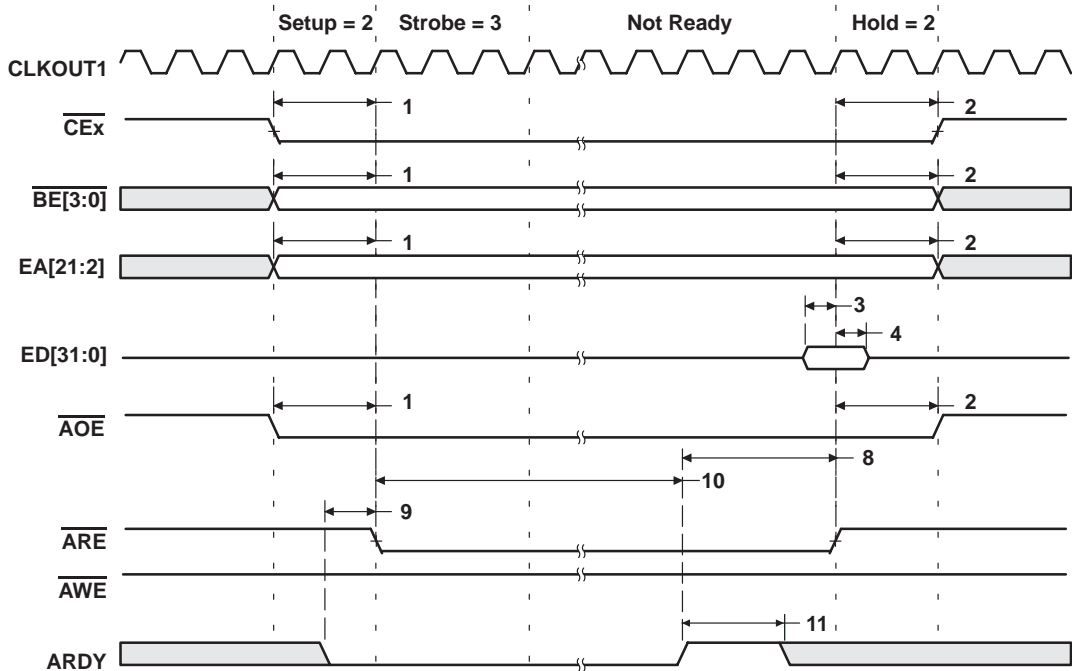 Setup = 2 Strobe = 3 Not Ready Hold = 2
CLKOUT1
1 2
CEx
1 2
BE[3:0]
1 2
EA[21:2]
3
4
ED[31:0]
1 2
AOE
8
10
9
ARE
AWE
11
ARDY